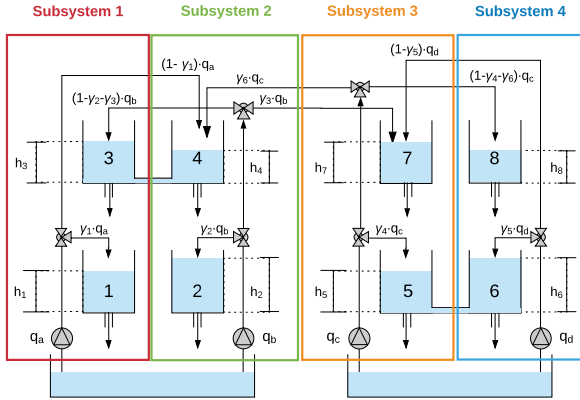 Subsystem 1 Subsystem 2 Subsystem 3 Subsystem 4
(1- γ1)·qa (1-γ5)·qd
γ6·qc (1-γ4-γ6)·qc
(1-γ2-γ3)·qb γ3·qb
h3 3 4 h4 h7 7 8 h8
γ1·qa γ2·qb γ4·qc γ5·qd
h1 1 2 h2 h5 5 6 h6
qa qb qc qd